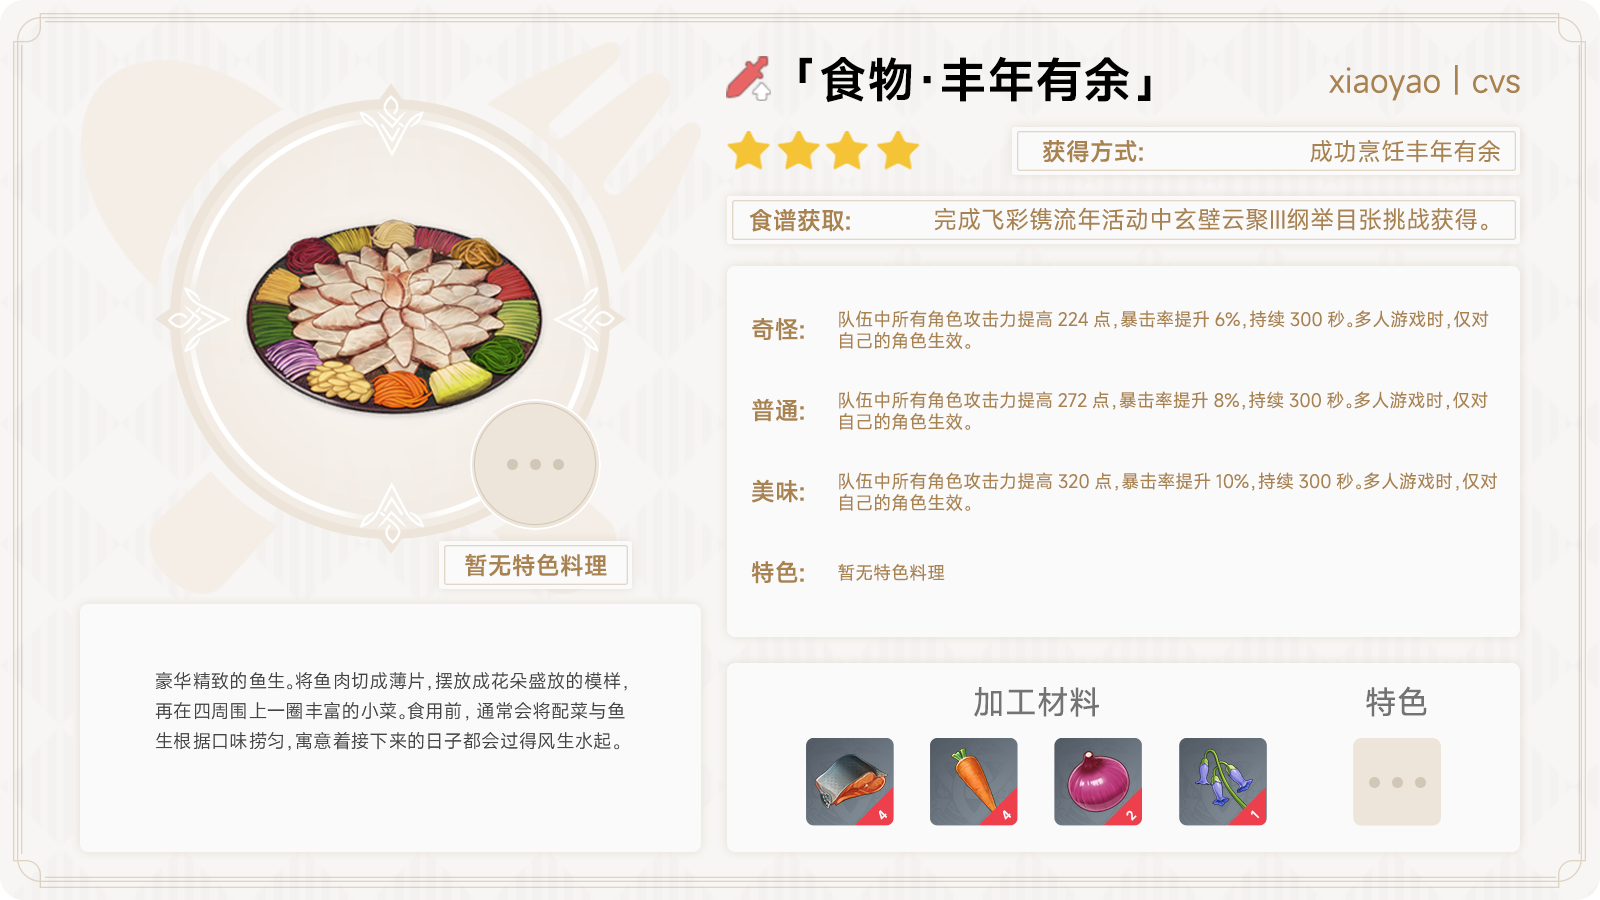 「食物·丰年有余」
xiaoyao | cvs
获得方式: 成功烹饪丰年有余
食谱获取: 完成飞彩镌流年活动中玄壁云聚III纲举目张挑战获得。
奇怪: 队伍中所有角色攻击力提高 224 点,暴击率提升 6%,持续 300 秒。多人游戏时,仅对
自己的角色生效。
普通: 队伍中所有角色攻击力提高 272 点,暴击率提升 8%,持续 300 秒。多人游戏时,仅对
自己的角色生效。
美味: 队伍中所有角色攻击力提高 320 点,暴击率提升 10%,持续 300 秒。多人游戏时,仅对
自己的角色生效。
特色: 暂无特色料理
暂无特色料理
豪华精致的鱼生。将鱼肉切成薄片,摆放成花朵盛放的模样,
再在四周围上一圈丰富的小菜。食用前, 通常会将配菜与鱼
生根据口味捞匀,寓意着接下来的日子都会过得风生水起。
加工材料 特色
4 4 2 1